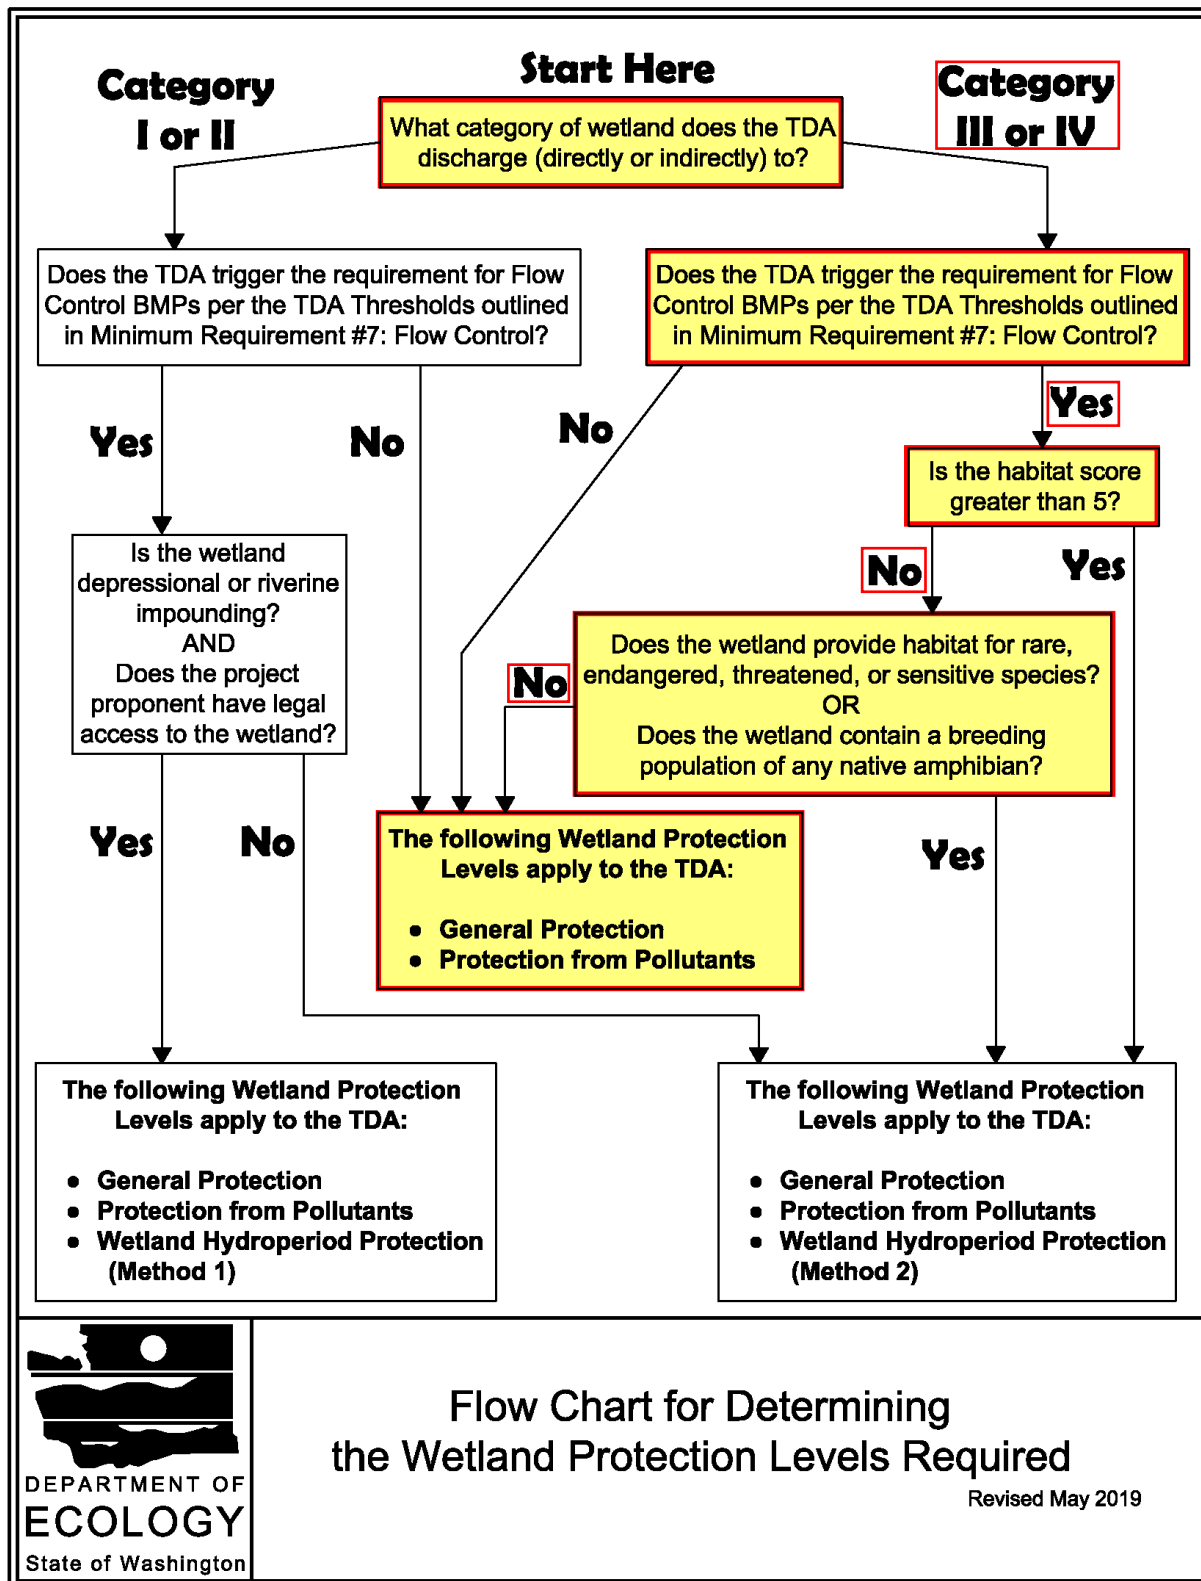 Start Here
Category
I or II
Category
III or IV
What category of wetland does the TDA
discharge (directly or indirectly) to?
Does the TDA trigger the requirement for Flow
Control BMPs per the TDA Thresholds outlined
in Minimum Requirement #7: Flow Control?
Does the TDA trigger the requirement for Flow
Control BMPs per the TDA Thresholds outlined
in Minimum Requirement #7: Flow Control?
Yes
No
No
Yes
Is the habitat score
greater than 5?
Is the wetland
depressional or riverine
impounding?
AND
Does the project
proponent have legal
access to the wetland?
No
Yes
Does the wetland provide habitat for rare,
endangered, threatened, or sensitive species?
OR
Does the wetland contain a breeding
population of any native amphibian?
No
Yes
No
Yes
The following Wetland Protection
Levels apply to the TDA:
● General Protection
● Protection from Pollutants
The following Wetland Protection
Levels apply to the TDA:
● General Protection
● Protection from Pollutants
● Wetland Hydroperiod Protection
(Method 1)
The following Wetland Protection
Levels apply to the TDA:
● General Protection
● Protection from Pollutants
● Wetland Hydroperiod Protection
(Method 2)
DEPARTMENT OF
ECOLOGY
State of Washington
Flow Chart for Determining
the Wetland Protection Levels Required
Revised May 2019